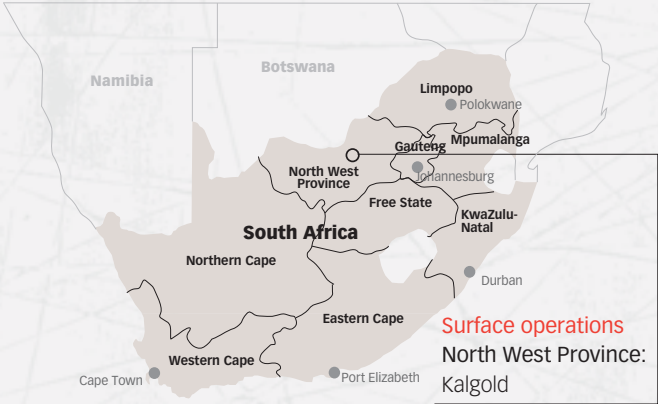 Namibia
Botswana
Limpopo
Polokwane
Mpumalanga
Gauteng
Johannesburg
North West
Province
Free State
KwaZulu-
Natal
South Africa
Northern Cape
Durban
Eastern Cape
Surface operations
North West Province:
Kalgold
Western Cape
Cape Town
Port Elizabeth